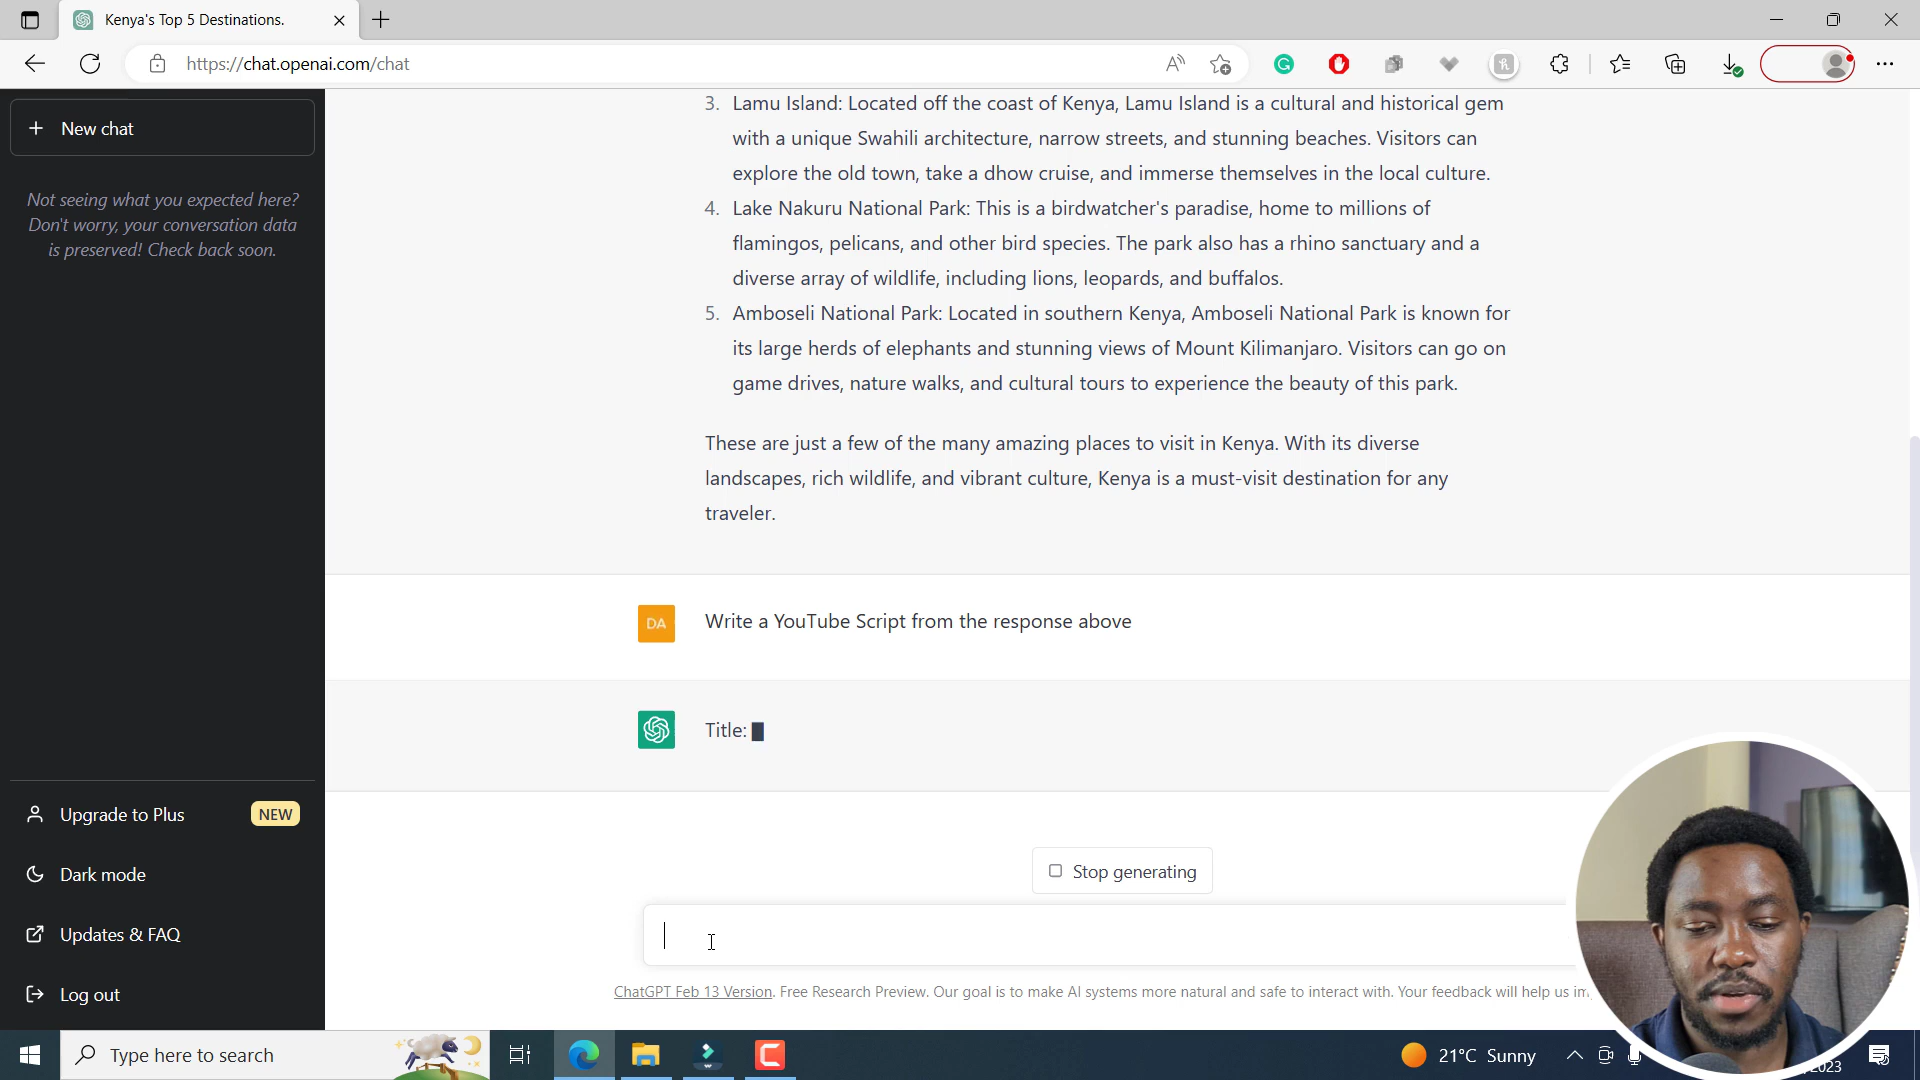 Kenya's Top 5 Destinations.
https://chat.openai.com/chat
New chat
Not seeing what you expected here?
Don't worry, your conversation data
is preserved! Check back soon.
3. Lamu Island: Located off the coast of Kenya, Lamu Island is a cultural and historical gem
with a unique Swahili architecture, narrow streets, and stunning beaches. Visitors can
explore the old town, take a dhow cruise, and immerse themselves in the local culture.
4. Lake Nakuru National Park: This is a birdwatcher's paradise, home to millions of
flamingos, pelicans, and other bird species. The park also has a rhino sanctuary and a
diverse array of wildlife, including lions, leopards, and buffalos.
5. Amboseli National Park: Located in southern Kenya, Amboseli National Park is known for
its large herds of elephants and stunning views of Mount Kilimanjaro. Visitors can go on
game drives, nature walks, and cultural tours to experience the beauty of this park.
These are just a few of the many amazing places to visit in Kenya. With its diverse
landscapes, rich wildlife, and vibrant culture, Kenya is a must-visit destination for any
traveler.
DA
Write a YouTube Script from the response above
Title:
Upgrade to Plus NEW
Dark mode
Updates & FAQ
Log out
Stop generating
ChatGPT Feb 13 Version. Free Research Preview. Our goal is to make AI systems more natural and safe to interact with. Your feedback will help us
Type here to search
21°C Sunny
2023